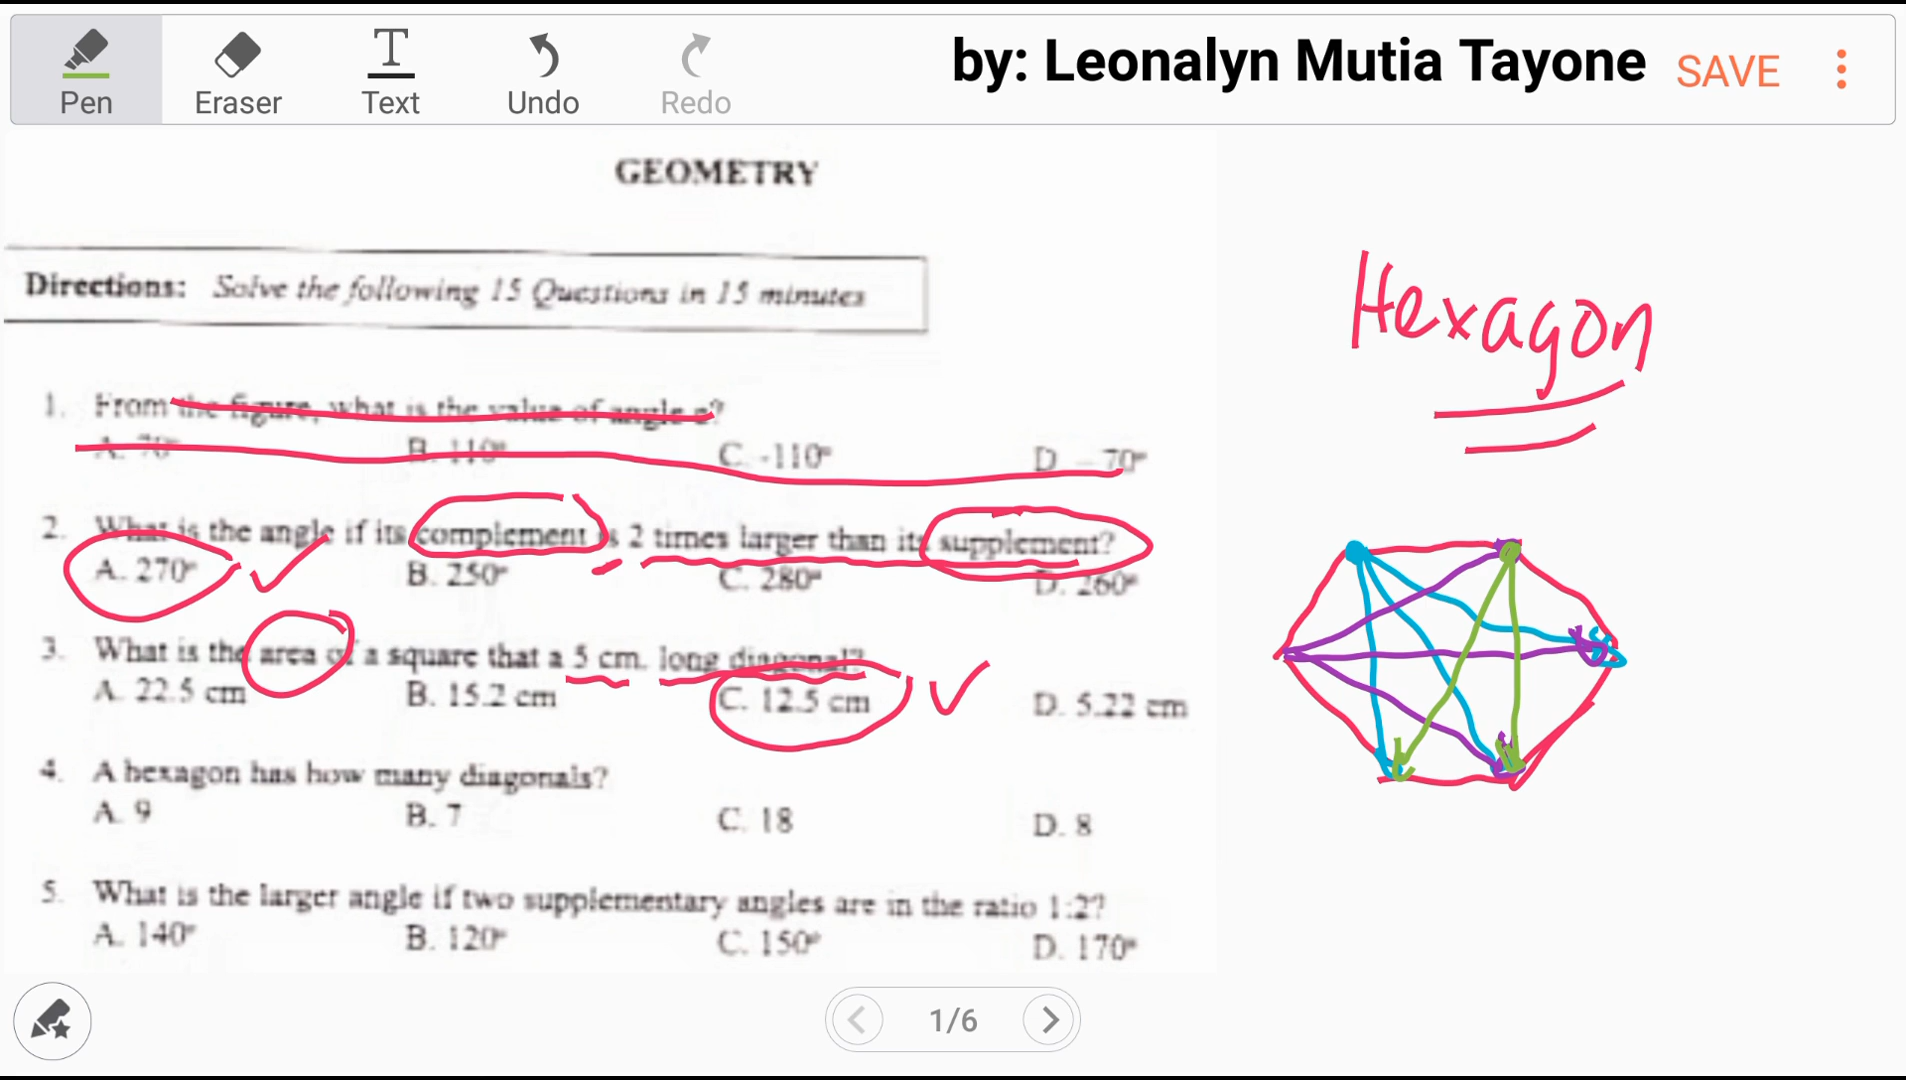 Pen Eraser Text Undo Redo by: Leonalyn Mutia Tayone SAVE
GEOMETRY
Directions: Solve the following 15 Questions in 15 minutes
Hexagon
1. From the figure, what is the value of angle e?
A. 70° B. 110° C. -110° D. –70°
2. What is the angle if its complement is 2 times larger than its supplement?
A. 270° B. 250° C. 280° D. 260°
3. What is the area of a square that a 5 cm. long diagonal?
A. 22.5 cm B. 15.2 cm C. 12.5 cm D. 5.22 cm
4. A hexagon has how many diagonals?
A. 9 B. 7 C. 18 D. 8
5. What is the larger angle if two supplementary angles are in the ratio 1:2?
A. 140° B. 120° C. 150° D. 170°
1/6